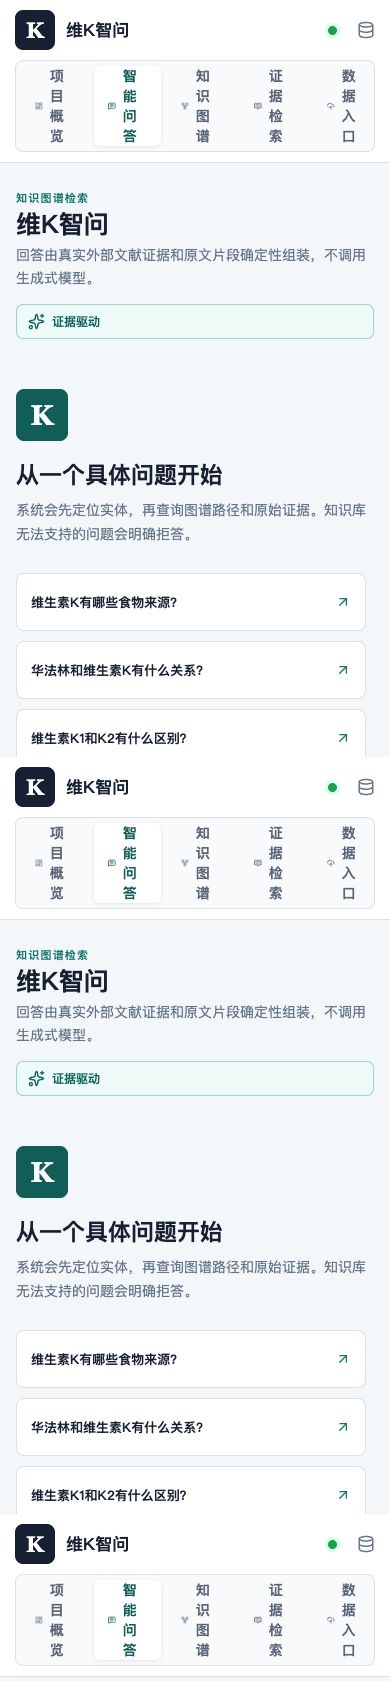 K 维K智问
项目概览 智能问答 知识图谱 证据检索 数据入口
知识图谱检索
维K智问
回答由真实外部文献证据和原文片段确定性组装，不调用
生成式模型。
证据驱动
K
从一个具体问题开始
系统会先定位实体，再查询图谱路径和原始证据。知识库
无法支持的问题会明确拒答。
维生素K有哪些食物来源?
华法林和维生素K有什么关系?
维生素K1和K2有什么区别?
K 维K智问
项目概览 智能问答 知识图谱 证据检索 数据入口
知识图谱检索
维K智问
回答由真实外部文献证据和原文片段确定性组装，不调用
生成式模型。
证据驱动
K
从一个具体问题开始
系统会先定位实体，再查询图谱路径和原始证据。知识库
无法支持的问题会明确拒答。
维生素K有哪些食物来源?
华法林和维生素K有什么关系?
维生素K1和K2有什么区别?
K 维K智问
项目概览 智能问答 知识图谱 证据检索 数据入口